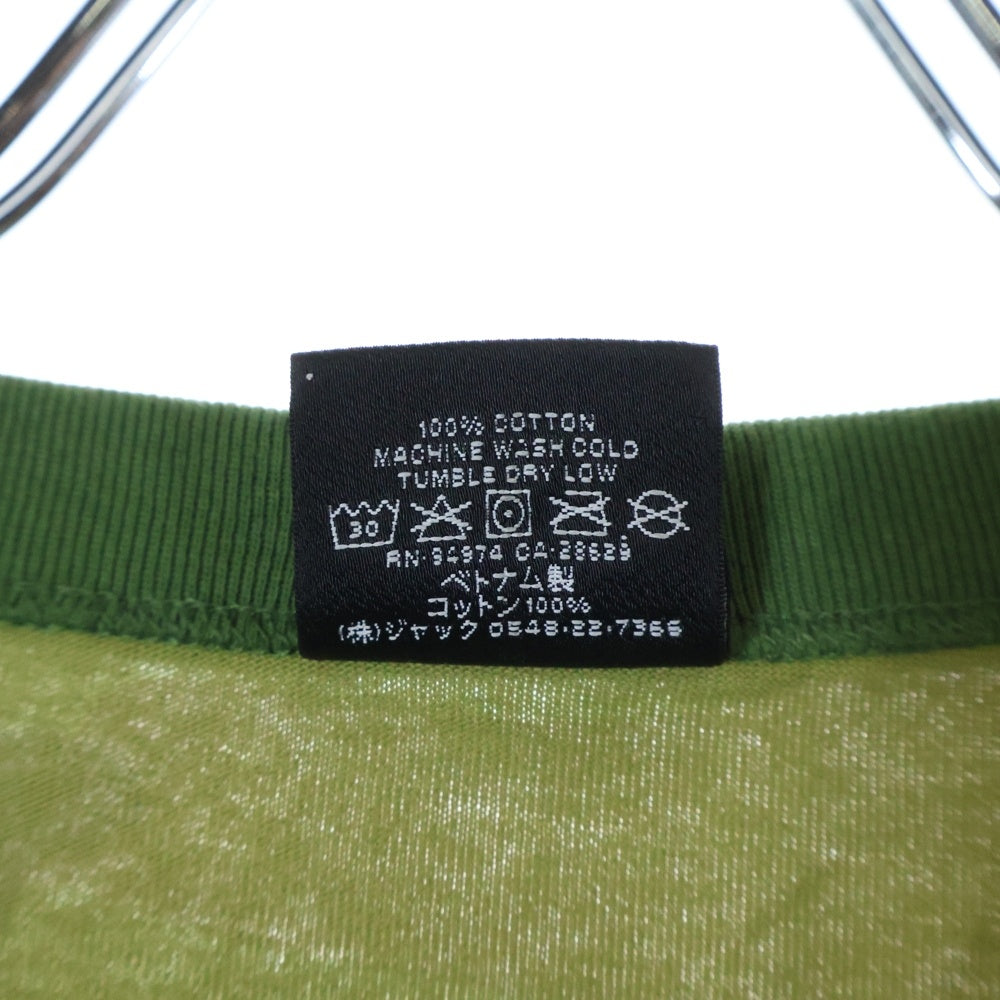 100% COTTON
MACHINE WASH COLD
TUMBLE DRY LOW
30
RN·94974 CA·28629
ベトナム製
コットン100%
(株)ジャック 0548·22·7366